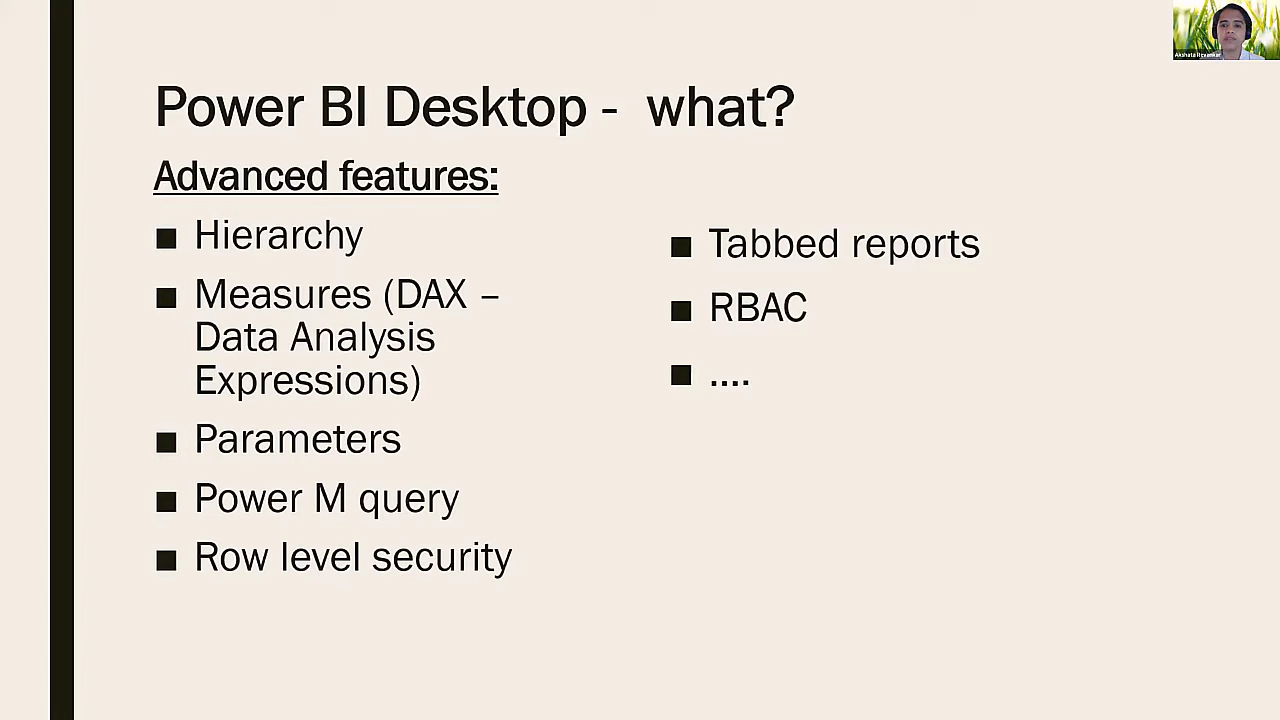 Power BI Desktop - what?
Advanced features:
■ Hierarchy
■ Measures (DAX –
Data Analysis
Expressions)
■ Parameters
■ Power M query
■ Row level security
■ Tabbed reports
■ RBAC
■ ....
Akshata